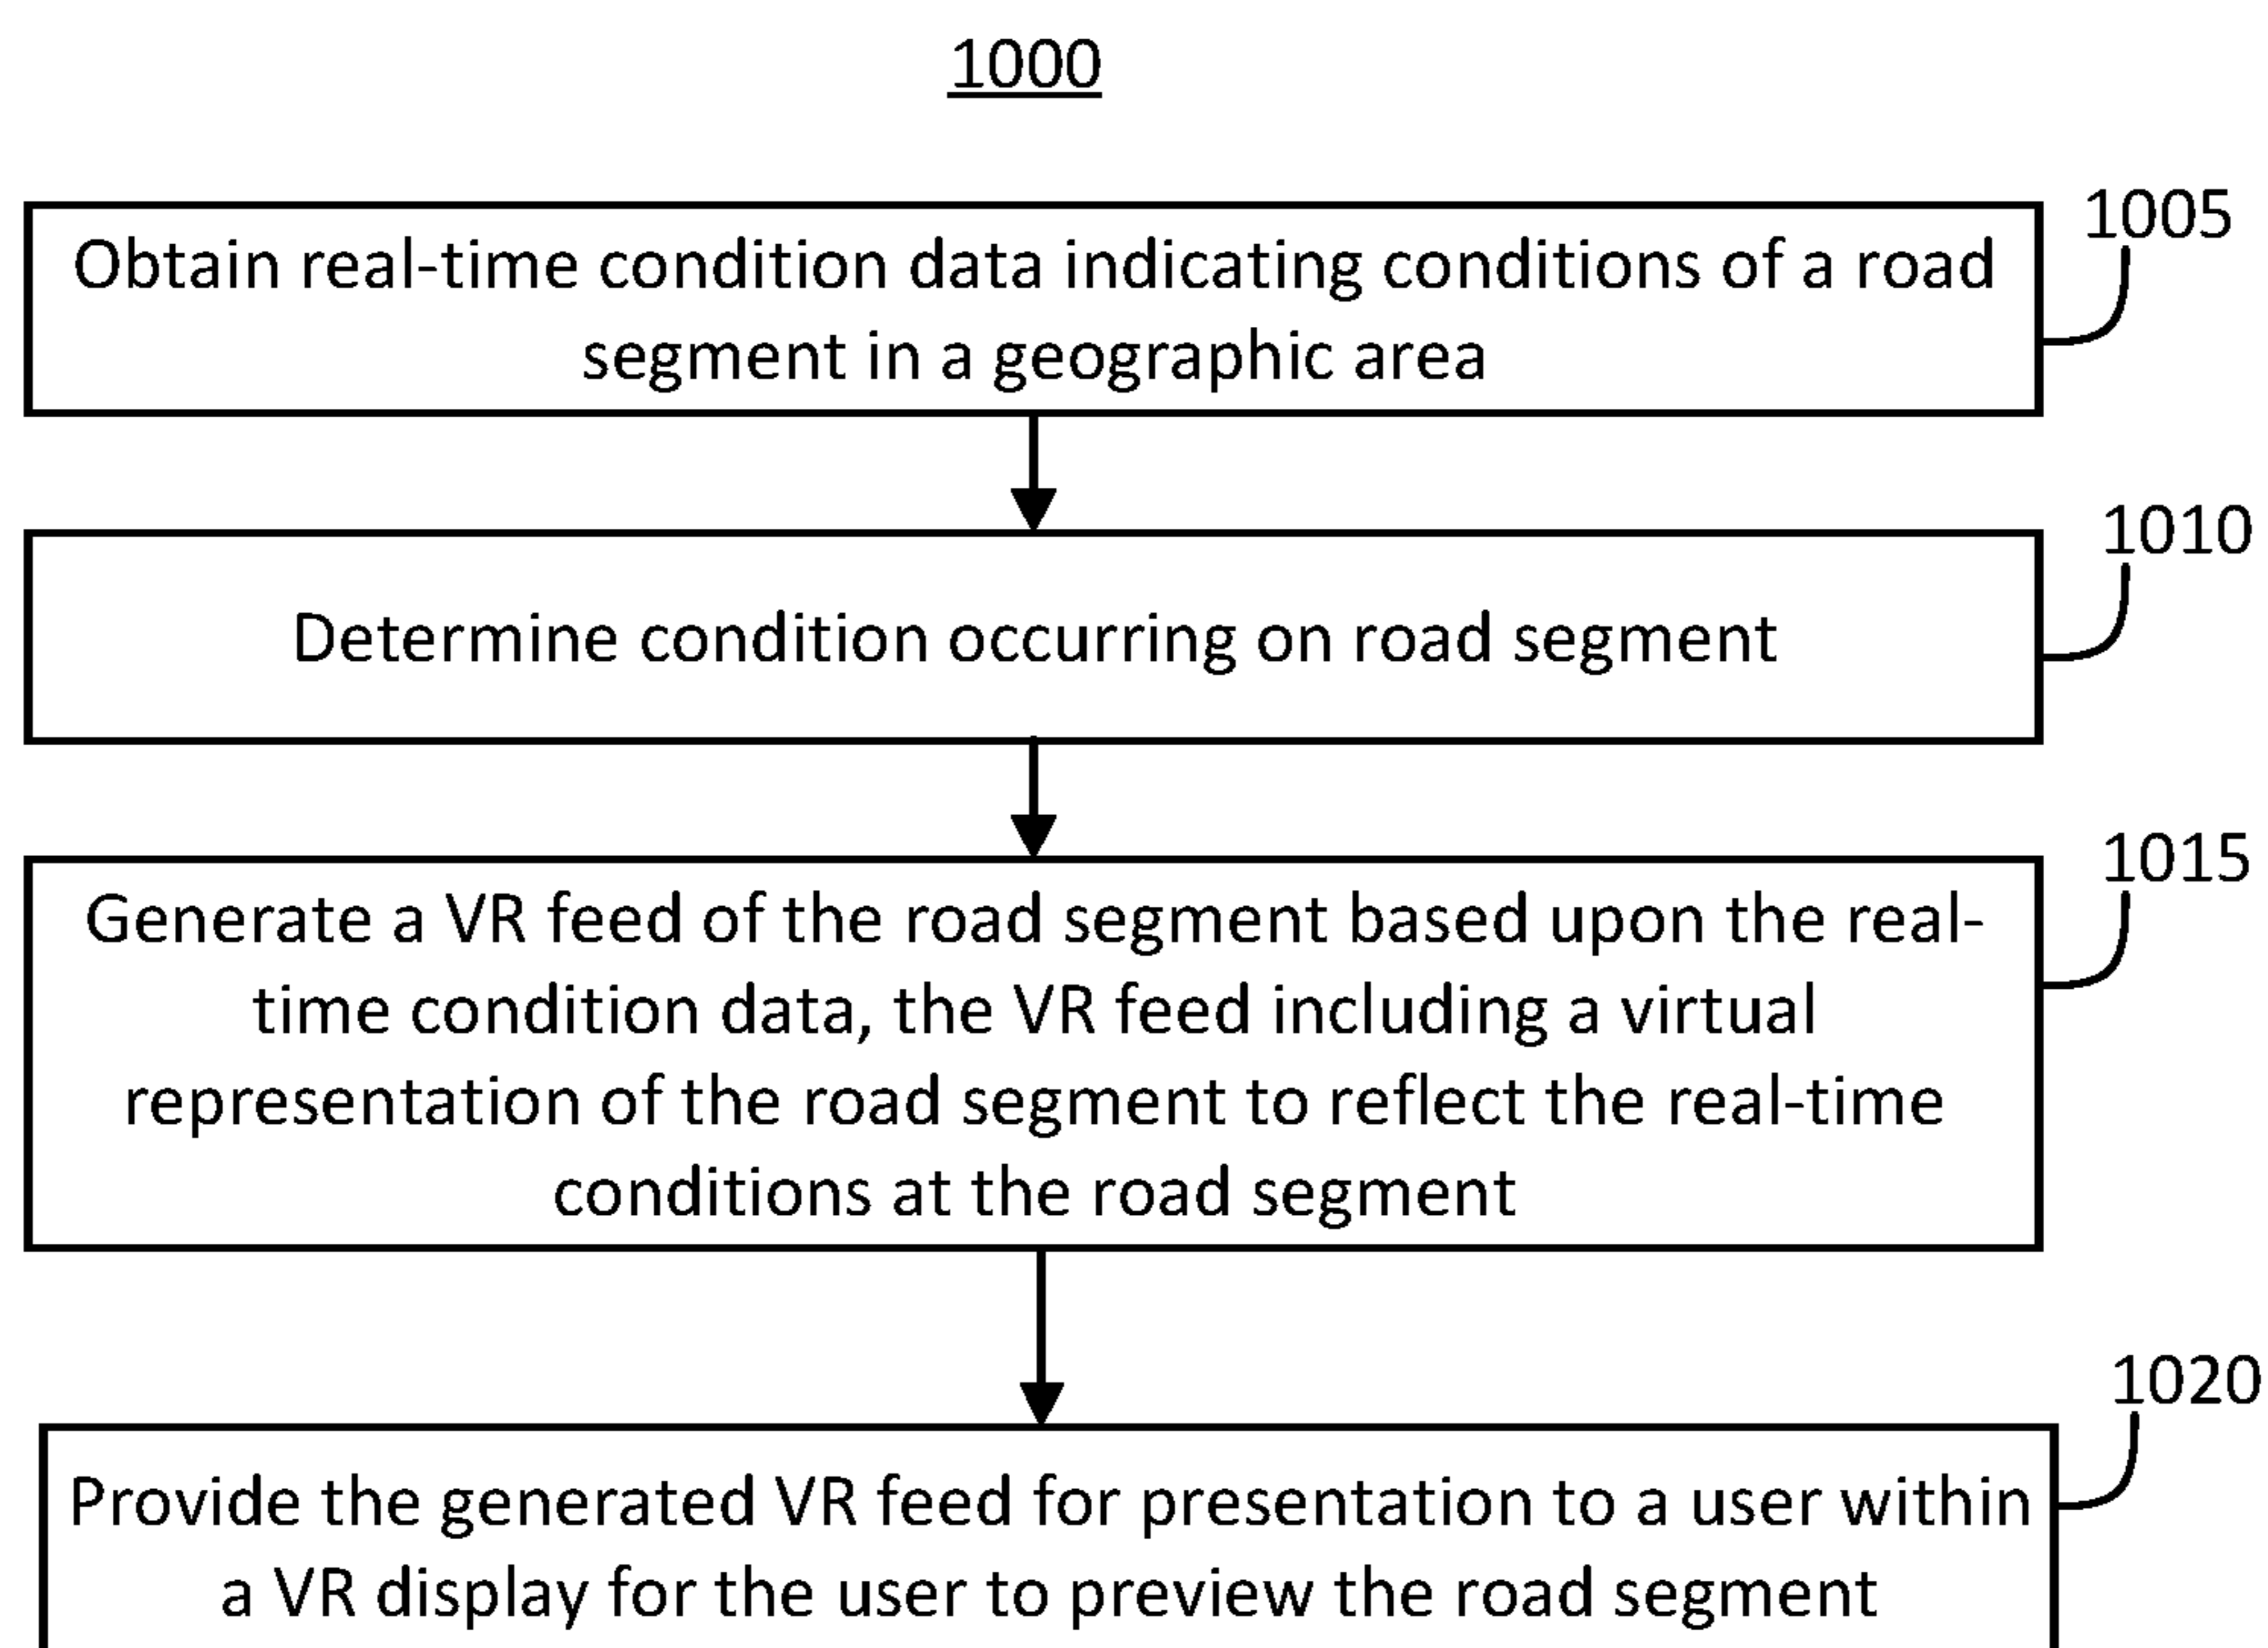 1000
1005
Obtain real-time condition data indicating conditions of a road
segment in a geographic area
1010
Determine condition occurring on road segment
1015
Generate a VR feed of the road segment based upon the real-
time condition data, the VR feed including a virtual
representation of the road segment to reflect the real-time
conditions at the road segment
1020
Provide the generated VR feed for presentation to a user within
a VR display for the user to preview the road segment